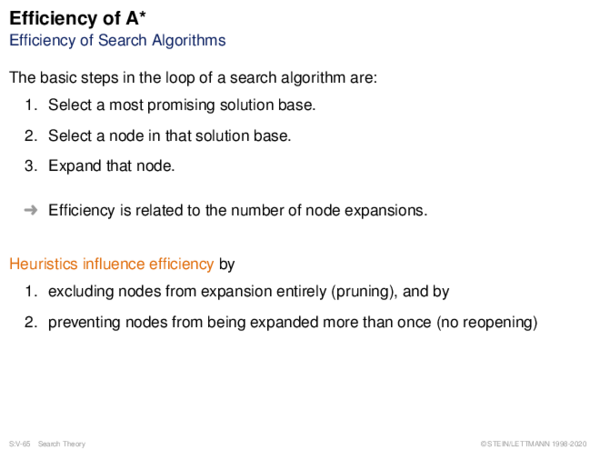 Efficiency of A*
Efficiency of Search Algorithms
The basic steps in the loop of a search algorithm are:
1. Select a most promising solution base.
2. Select a node in that solution base.
3. Expand that node.
➜ Efficiency is related to the number of node expansions.
Heuristics influence efficiency by
1. excluding nodes from expansion entirely (pruning), and by
2. preventing nodes from being expanded more than once (no reopening)
S:V-65 Search Theory © STEIN/LETTMANN 1998-2020